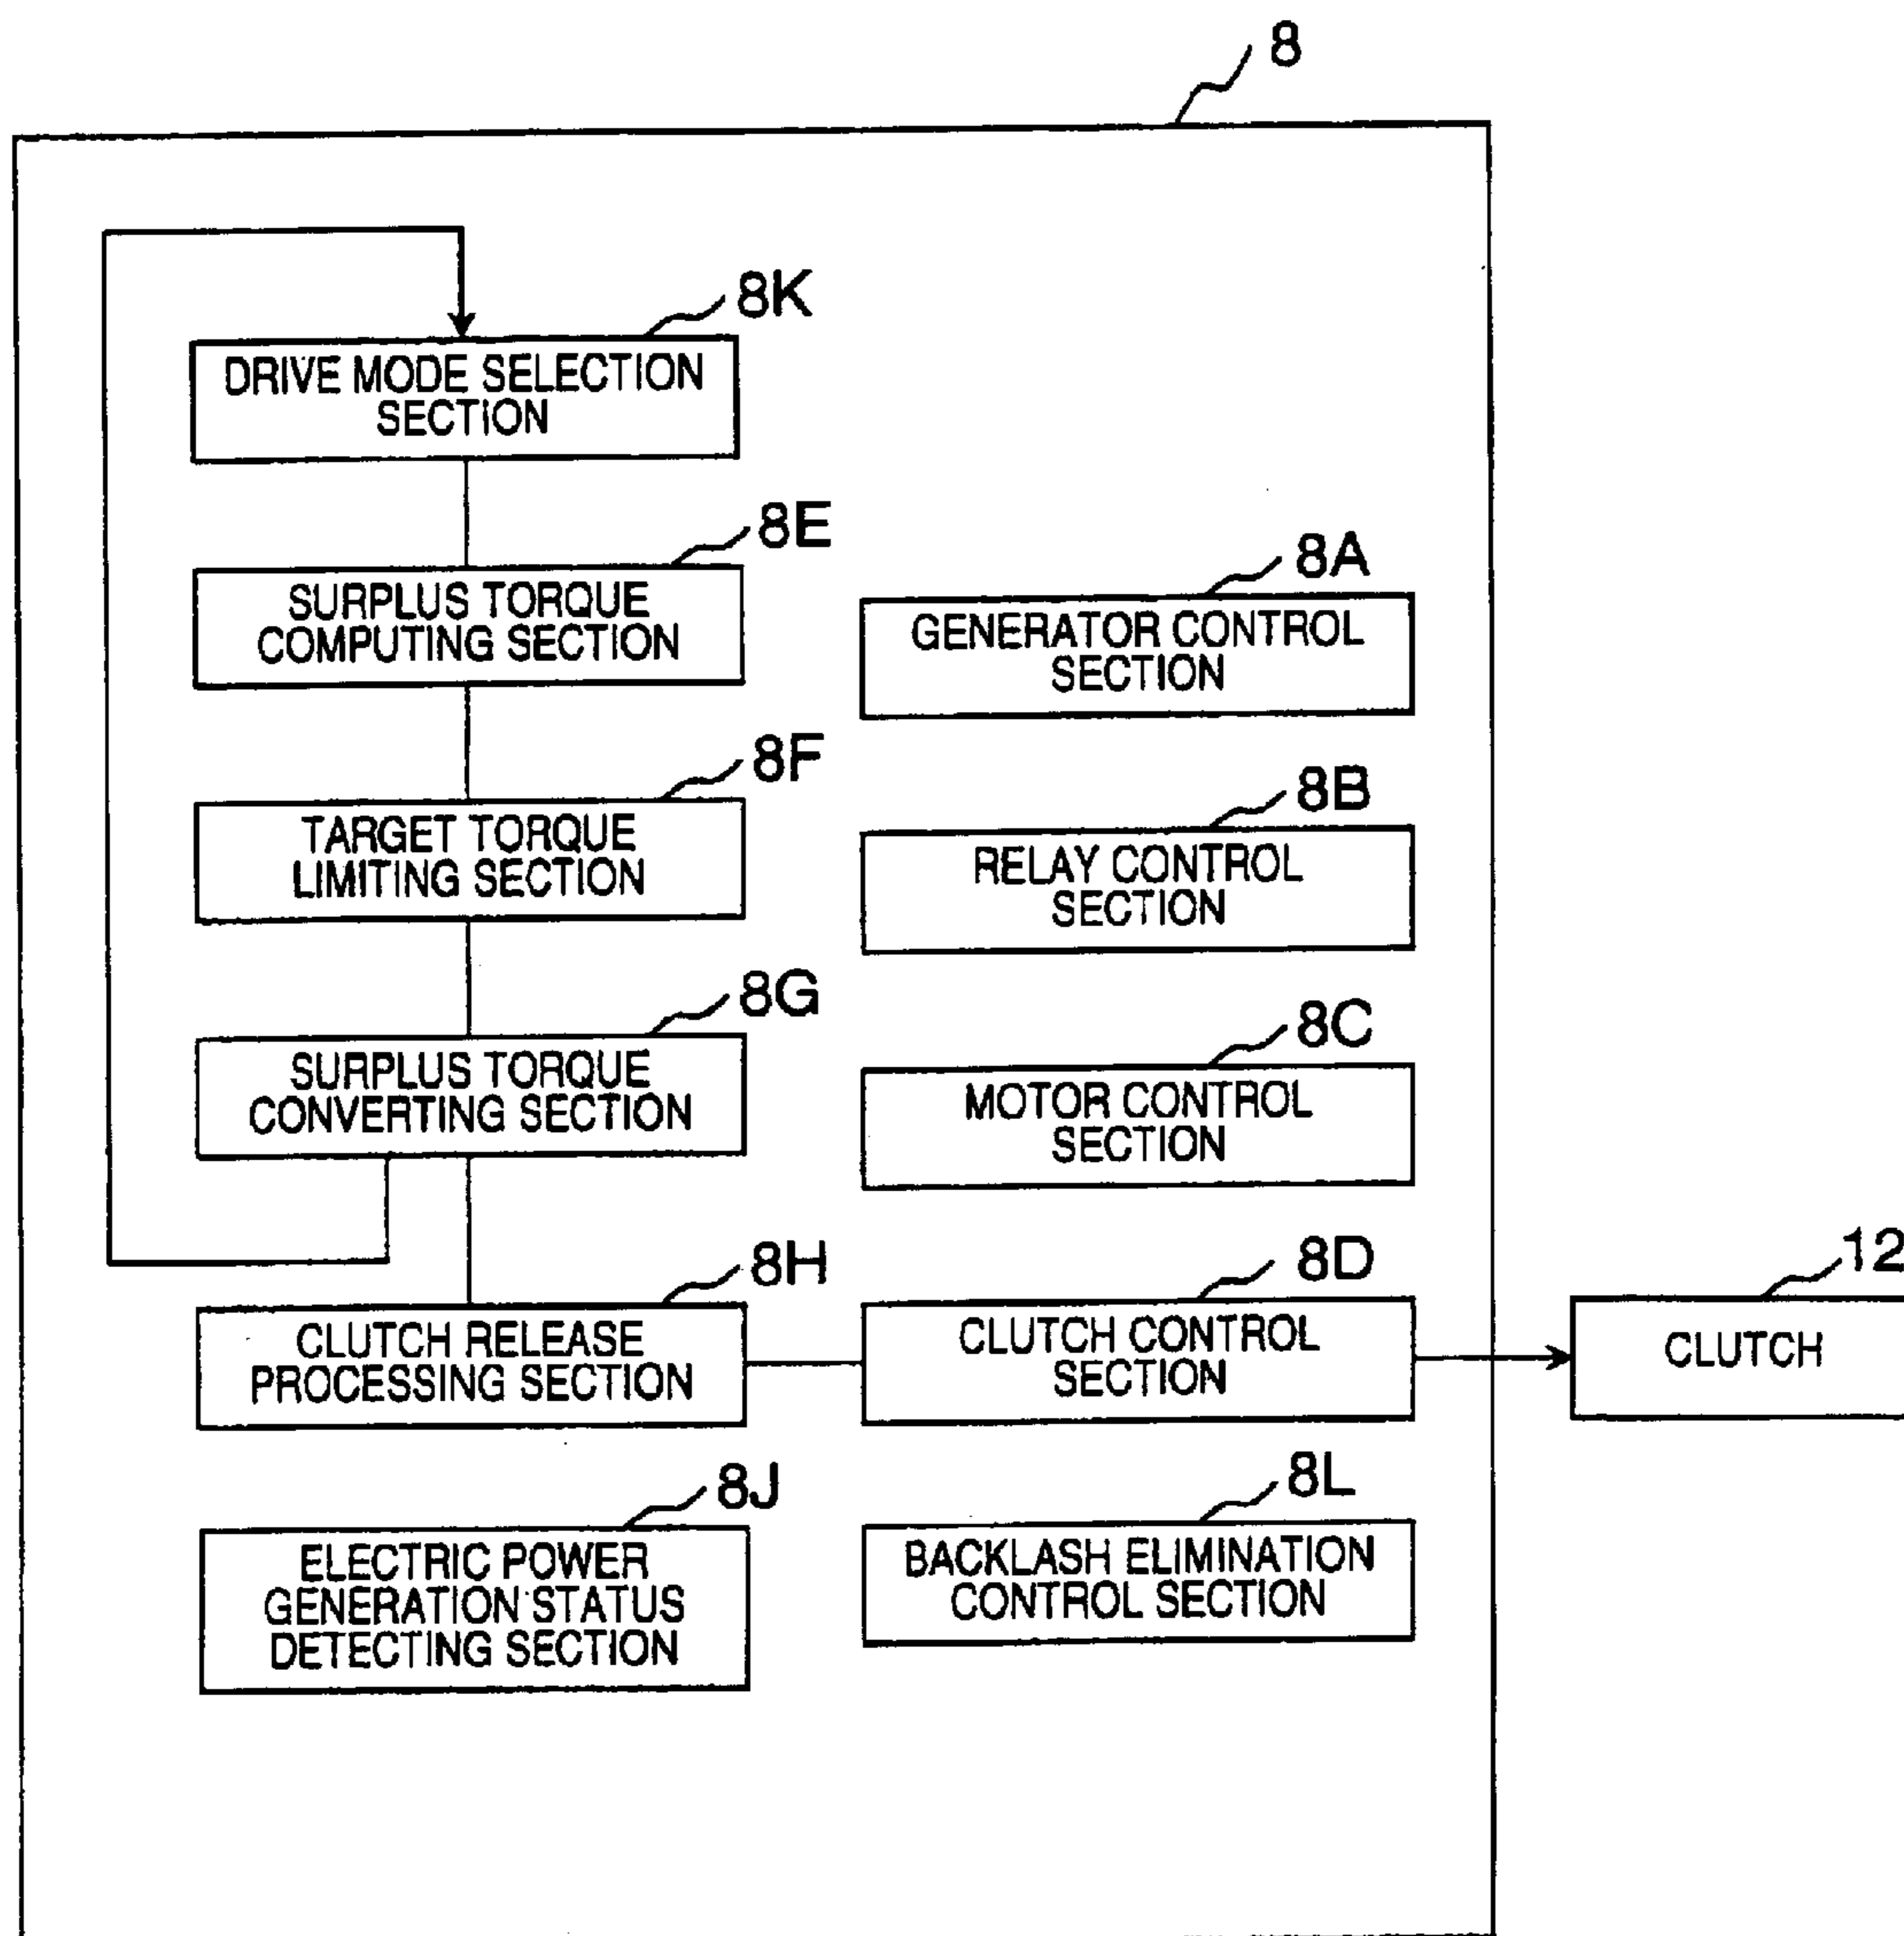 8
8K
DRIVE MODE SELECTION
SECTION
8E
SURPLUS TORQUE
COMPUTING SECTION
8A
GENERATOR CONTROL
SECTION
8F
TARGET TORQUE
LIMITING SECTION
8B
RELAY CONTROL
SECTION
8G
SURPLUS TORQUE
CONVERTING SECTION
8C
MOTOR CONTROL
SECTION
8H
CLUTCH RELEASE
PROCESSING SECTION
8D
CLUTCH CONTROL
SECTION
12
CLUTCH
8J
ELECTRIC POWER
GENERATION STATUS
DETECTING SECTION
8L
BACKLASH ELIMINATION
CONTROL SECTION